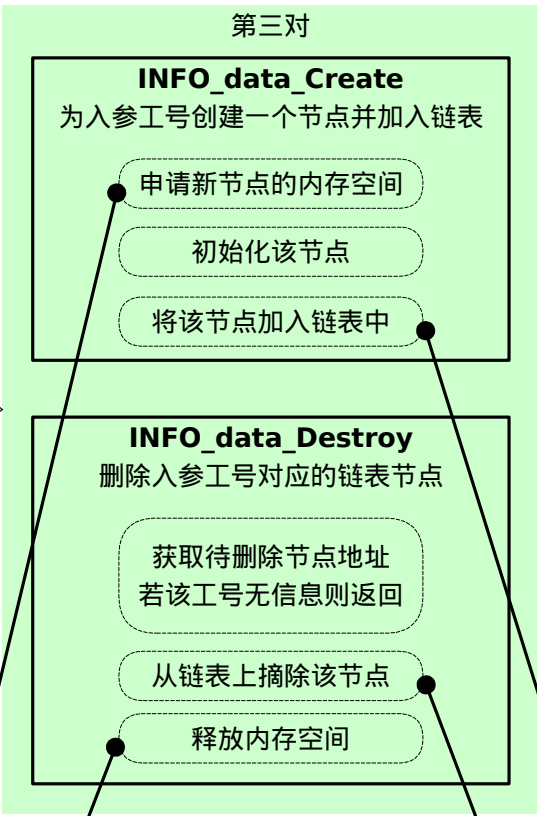 第三对
INFO_data_Create
为入参工号创建一个节点并加入链表
申请新节点的内存空间
初始化该节点
将该节点加入链表中
INFO_data_Destroy
删除入参工号对应的链表节点
获取待删除节点地址
若该工号无信息则返回
从链表上摘除该节点
释放内存空间